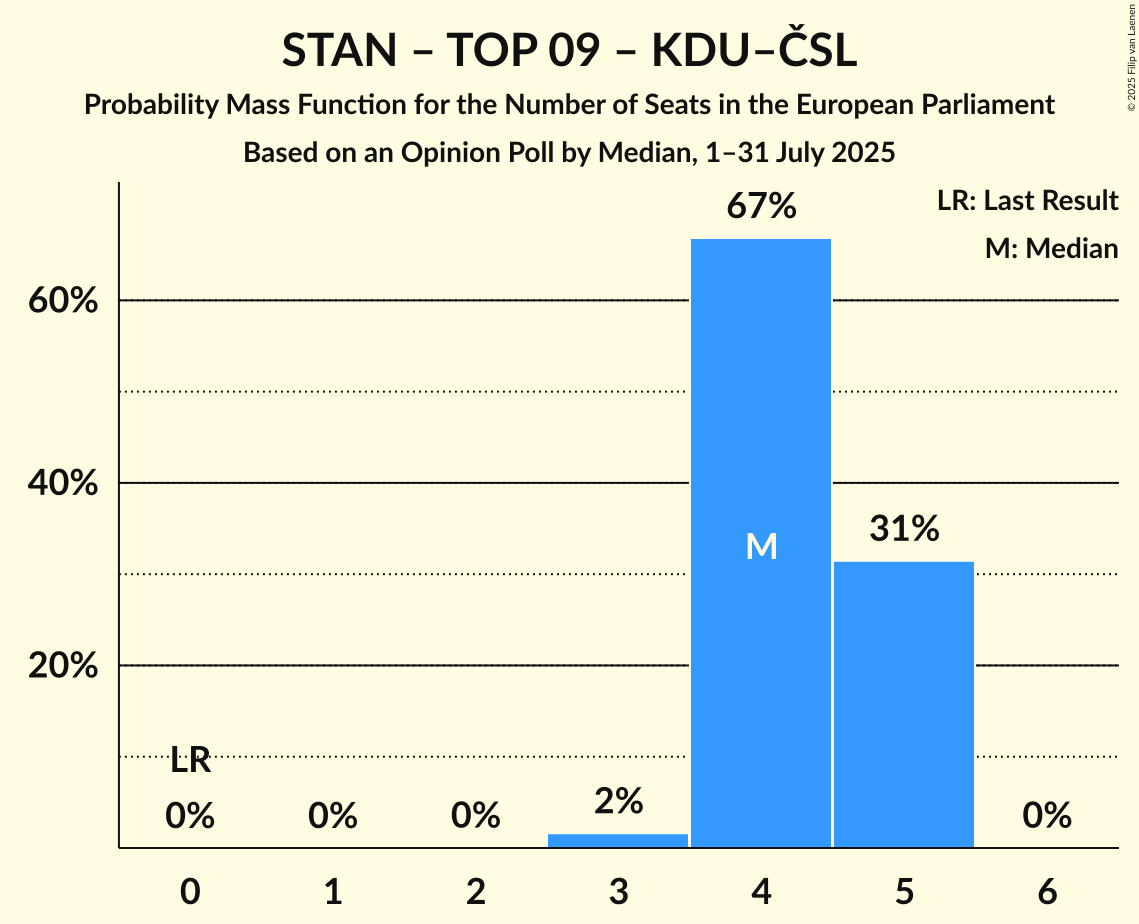 STAN – TOP 09 – KDU–ČSL
Probability Mass Function for the Number of Seats in the European Parliament
Based on an Opinion Poll by Median, 1–31 July 2025
© 2025 Filip van Laenen
LR: Last Result
M: Median
67%
60%
40%
31%
M
20%
LR
0% 0% 0% 2% 0%
0 1 2 3 4 5 6